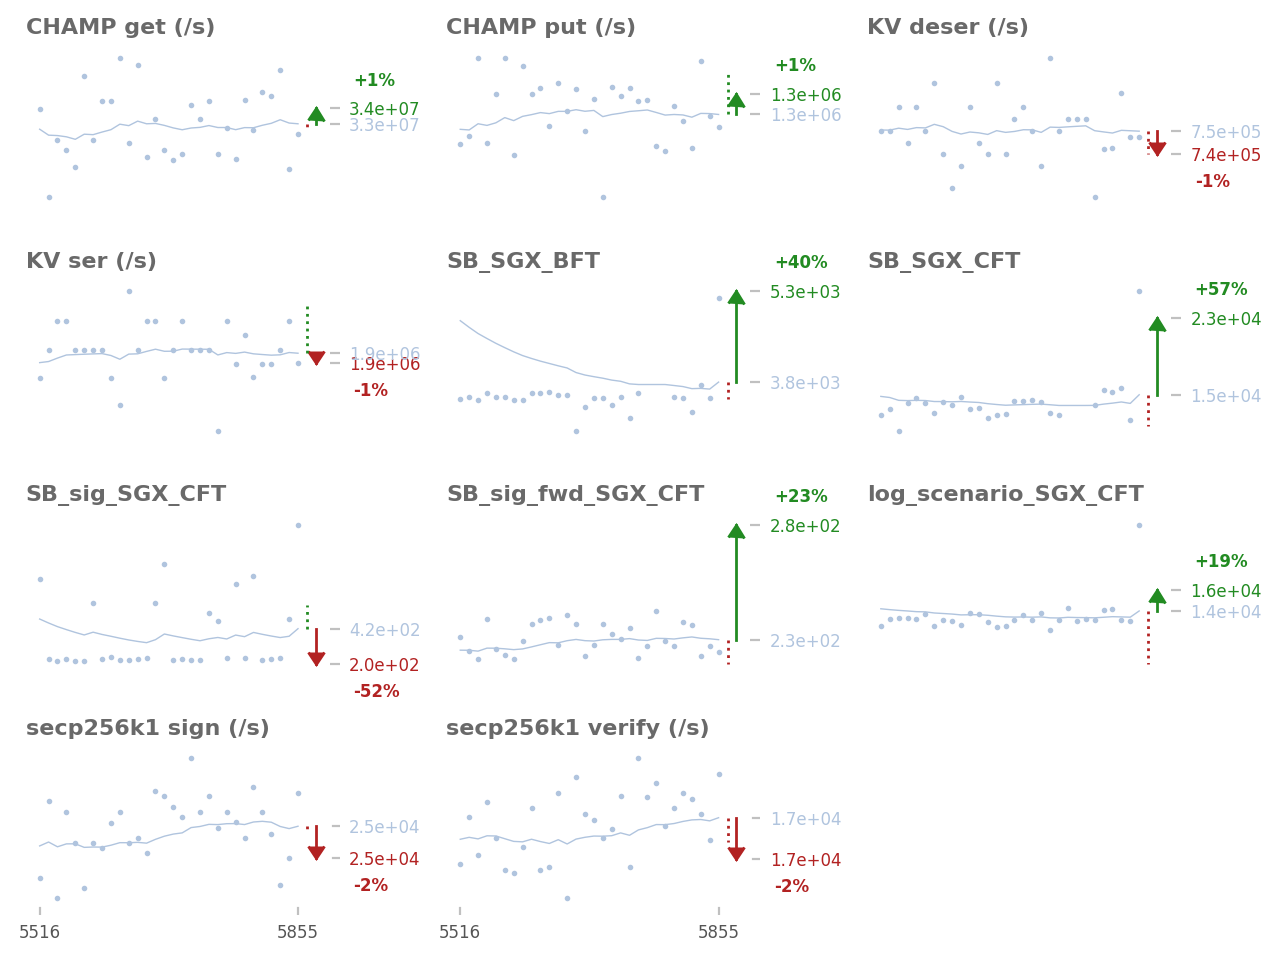 CHAMP get (/s)
+1%
3.4e+07
3.3e+07
CHAMP put (/s)
+1%
1.3e+06
1.3e+06
KV deser (/s)
7.5e+05
7.4e+05
-1%
KV ser (/s)
1.9e+06
1.9e+06
-1%
SB_SGX_BFT
+40%
5.3e+03
3.8e+03
SB_SGX_CFT
+57%
2.3e+04
1.5e+04
SB_sig_SGX_CFT
4.2e+02
2.0e+02
-52%
SB_sig_fwd_SGX_CFT
+23%
2.8e+02
2.3e+02
log_scenario_SGX_CFT
+19%
1.6e+04
1.4e+04
secp256k1 sign (/s)
2.5e+04
2.5e+04
-2%
5516
5855
secp256k1 verify (/s)
1.7e+04
1.7e+04
-2%
5516
5855